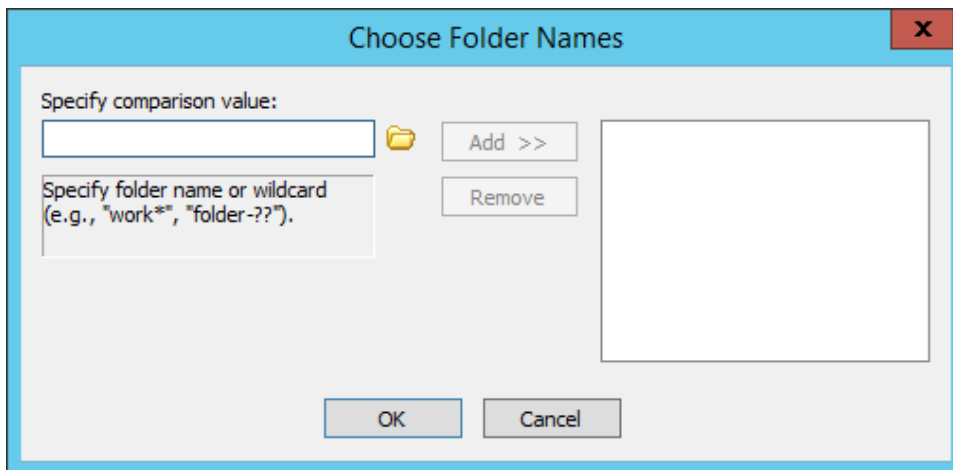 Choose Folder Names
x
Specify comparison value:
Add >>
Specify folder name or wildcard
(e.g., "work*", "folder-??").
Remove
OK
Cancel